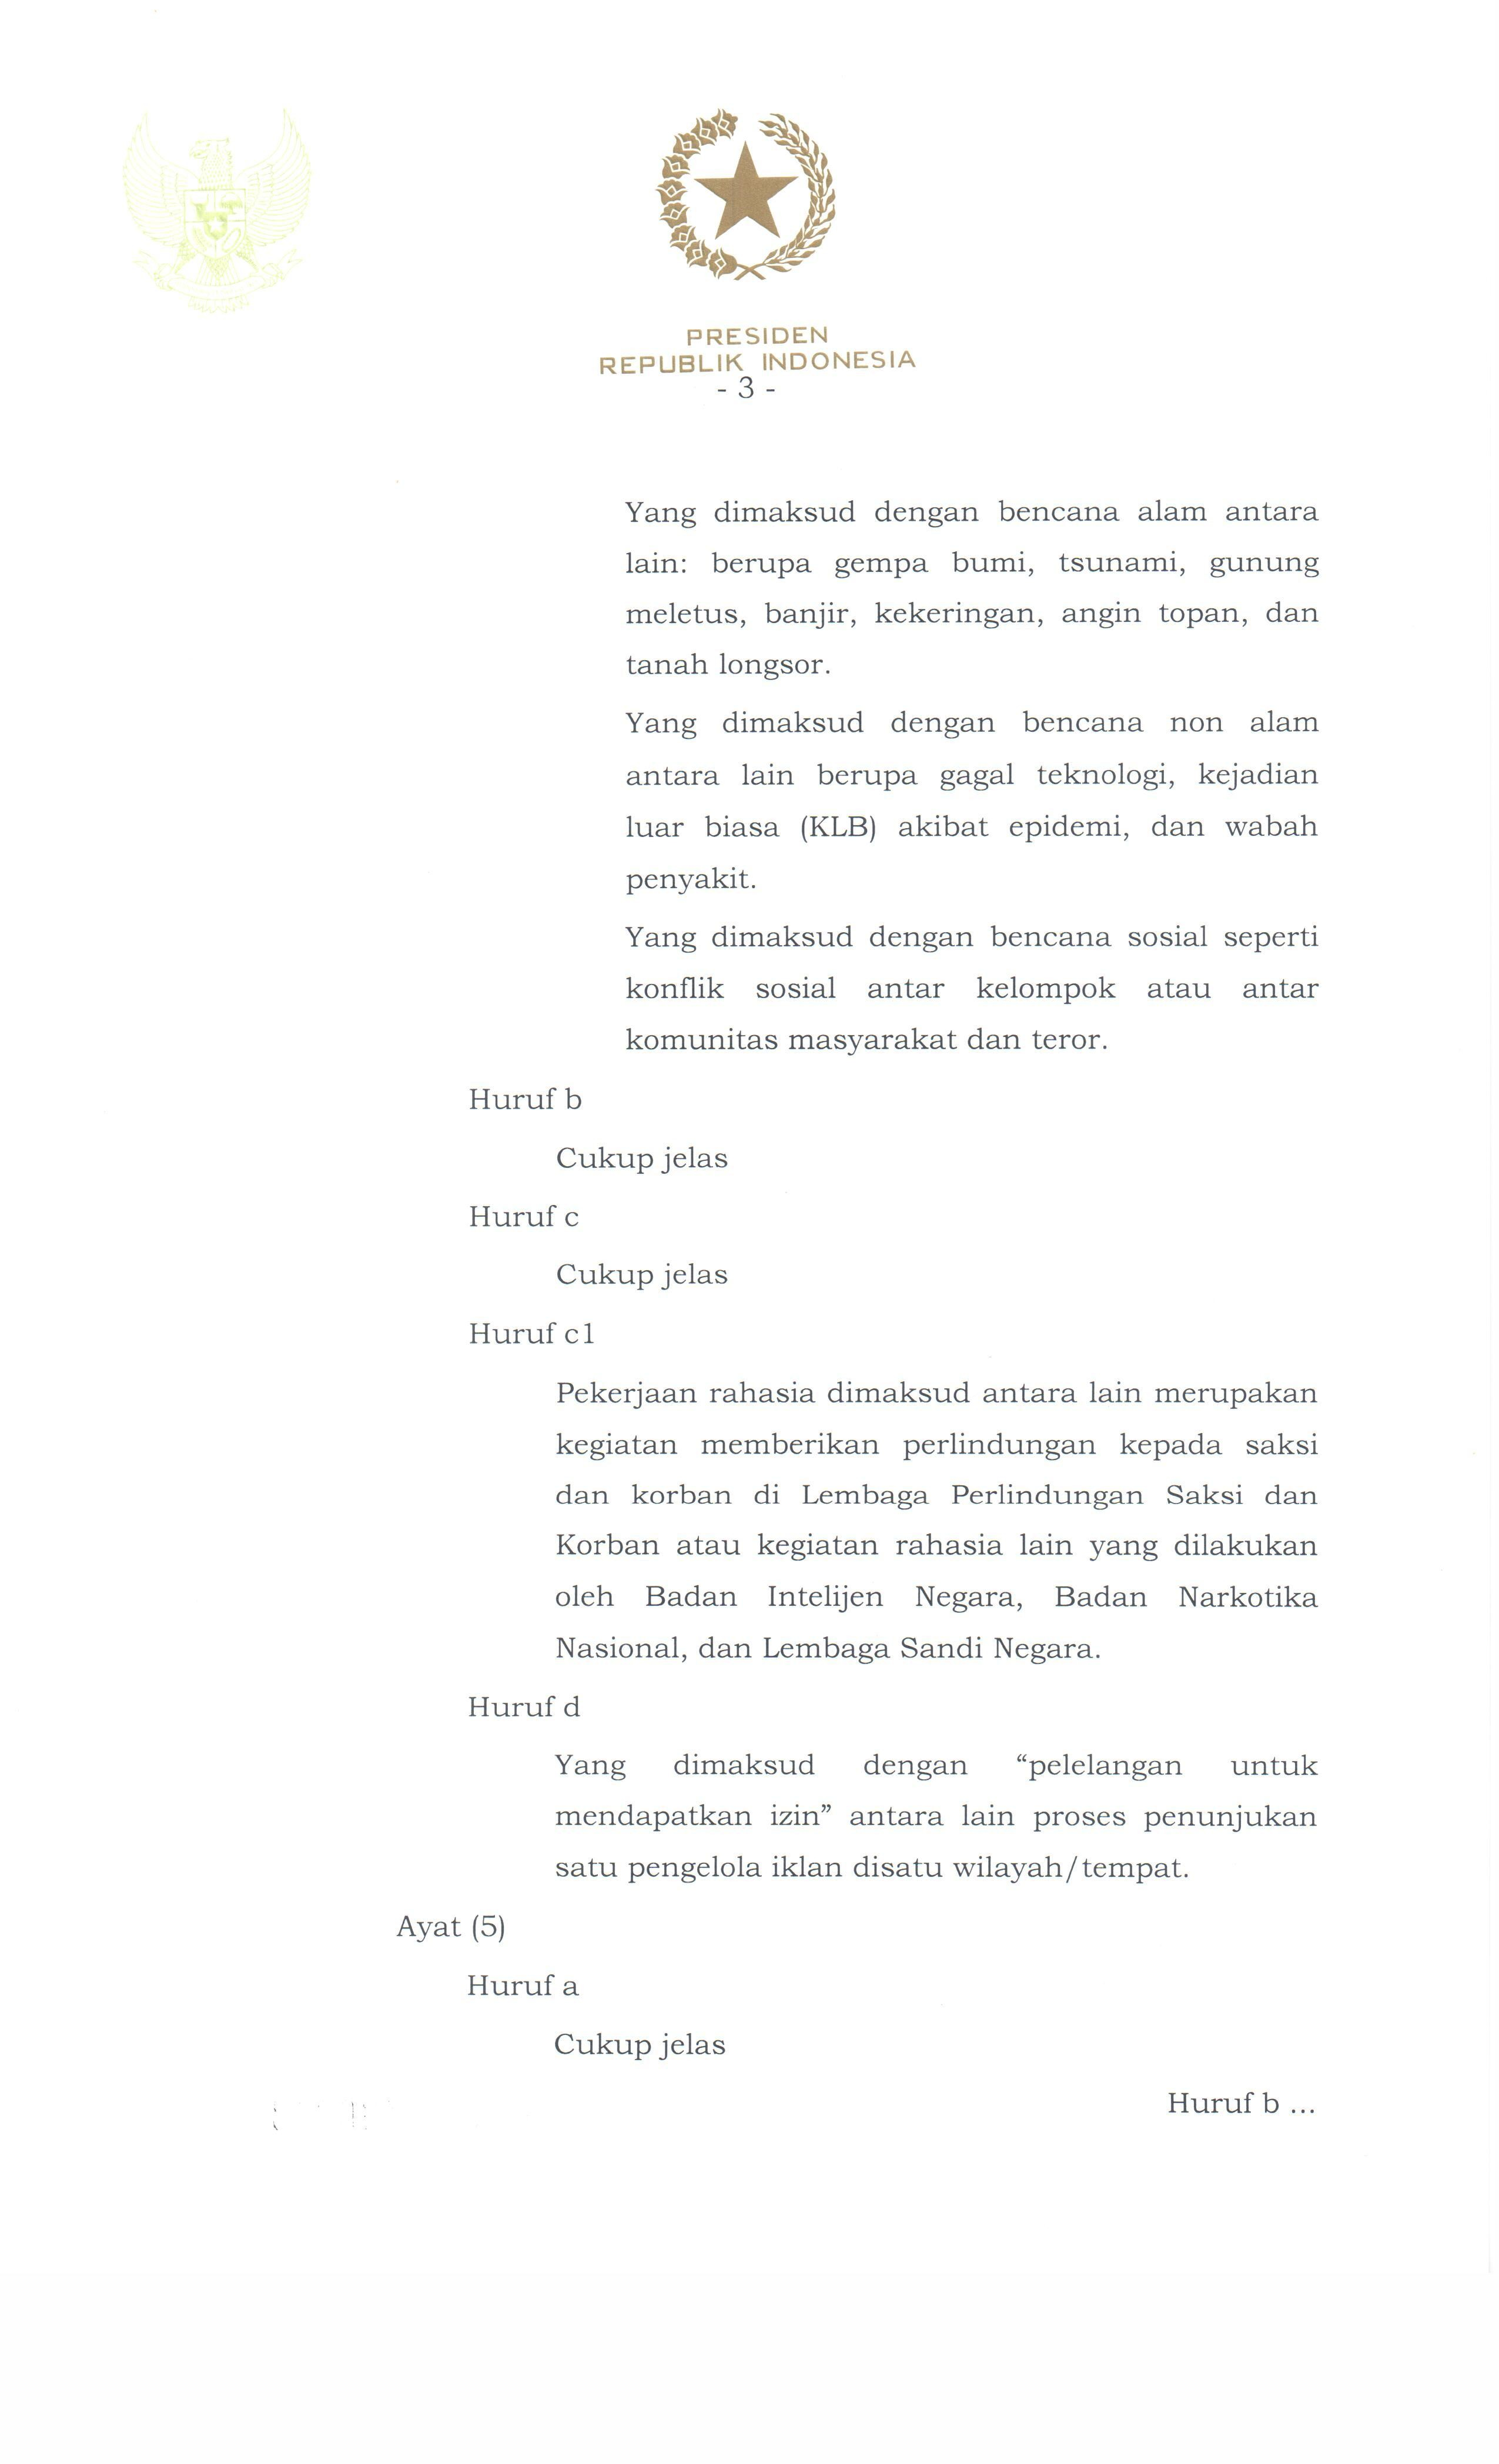 PRESIDEN
REPUBLIK INDONESIA
- 3 -
Yang dimaksud dengan bencana alam antara
lain: berupa gempa bumi, tsunami, gunung
meletus, banjir, kekeringan, angin topan, dan
tanah longsor.
Yang dimaksud dengan bencana non alam
antara lain berupa gagal teknologi, kejadian
luar biasa (KLB) akibat epidemi, dan wabah
penyakit.
Yang dimaksud dengan bencana sosial seperti
konflik sosial antar kelompok atau antar
komunitas masyarakat dan teror.
Huruf b
Cukup jelas
Huruf c
Cukup jelas
Huruf c1
Pekerjaan rahasia dimaksud antara lain merupakan
kegiatan memberikan perlindungan kepada saksi
dan korban di Lembaga Perlindungan Saksi dan
Korban atau kegiatan rahasia lain yang dilakukan
oleh Badan Intelijen Negara, Badan Narkotika
Nasional, dan Lembaga Sandi Negara.
Huruf d
Yang dimaksud dengan “pelelangan untuk
mendapatkan izin” antara lain proses penunjukan
satu pengelola iklan disatu wilayah/tempat.
Ayat (5)
Huruf a
Cukup jelas
Huruf b ...